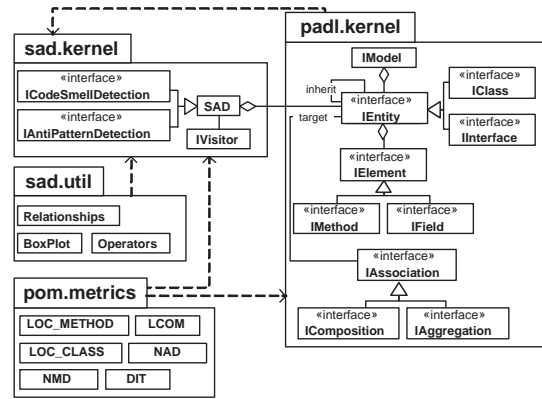 sad.kernel
«interface»
ICodeSmellDetection
«interface»
IAntiPatternDetection
SAD
IVisitor
sad.util
Relationships
BoxPlot
Operators
pom.metrics
LOC_METHOD
LCOM
LOC_CLASS
NAD
NMD
DIT
padl.kernel
IModel
inherit
«interface»
IEntity
target
«interface»
IClass
«interface»
IInterface
«interface»
IElement
«interface»
IMethod
«interface»
IField
«interface»
IAssociation
«interface»
IComposition
«interface»
IAggregation